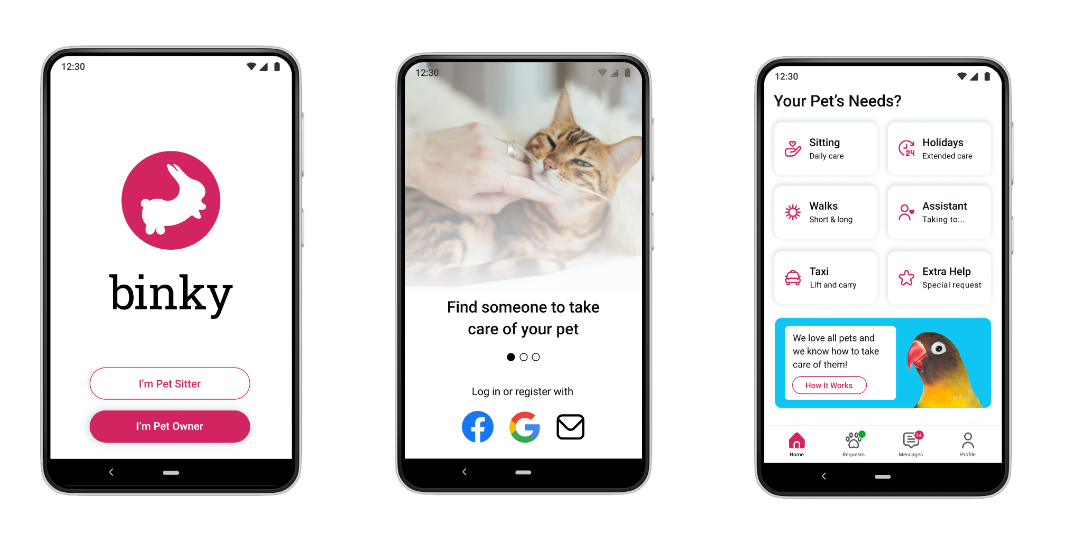 12:30
binky
I'm Pet Sitter
I'm Pet Owner
12:30
Find someone to take
care of your pet
Log in or register with
12:30
Your Pet's Needs?
Sitting
Daily care
Holidays
Extended care
24
Walks
Short & long
Assistant
Taking to...
Taxi
Lift and carry
Extra Help
Special request
We love all pets and
we know how to take
care of them!
How It Works
Home
Requests
Messages
Profile